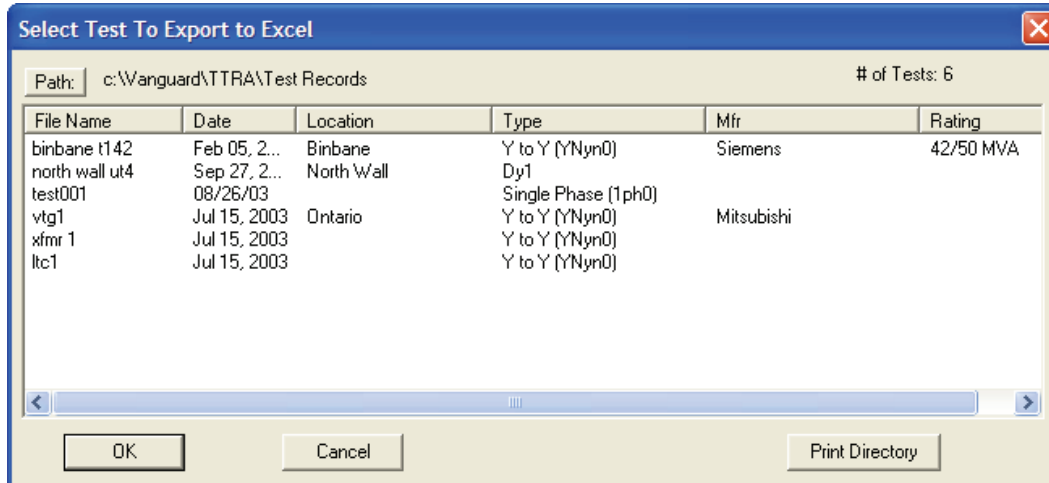 Select Test To Export to Excel
Path: c:\Vanguard\TTRA\Test Records # of Tests: 6
File Name Date Location Type Mfr Rating
binbane t142 Feb 05, 2... Binbane Y to Y (YNyn0) Siemens 42/50 MVA
north wall ut4 Sep 27, 2... North Wall Dy1
test001 08/26/03 Single Phase (1ph0)
vtg1 Jul 15, 2003 Ontario Y to Y (YNyn0) Mitsubishi
xfmr 1 Jul 15, 2003 Y to Y (YNyn0)
ltc1 Jul 15, 2003 Y to Y (YNyn0)
OK Cancel Print Directory